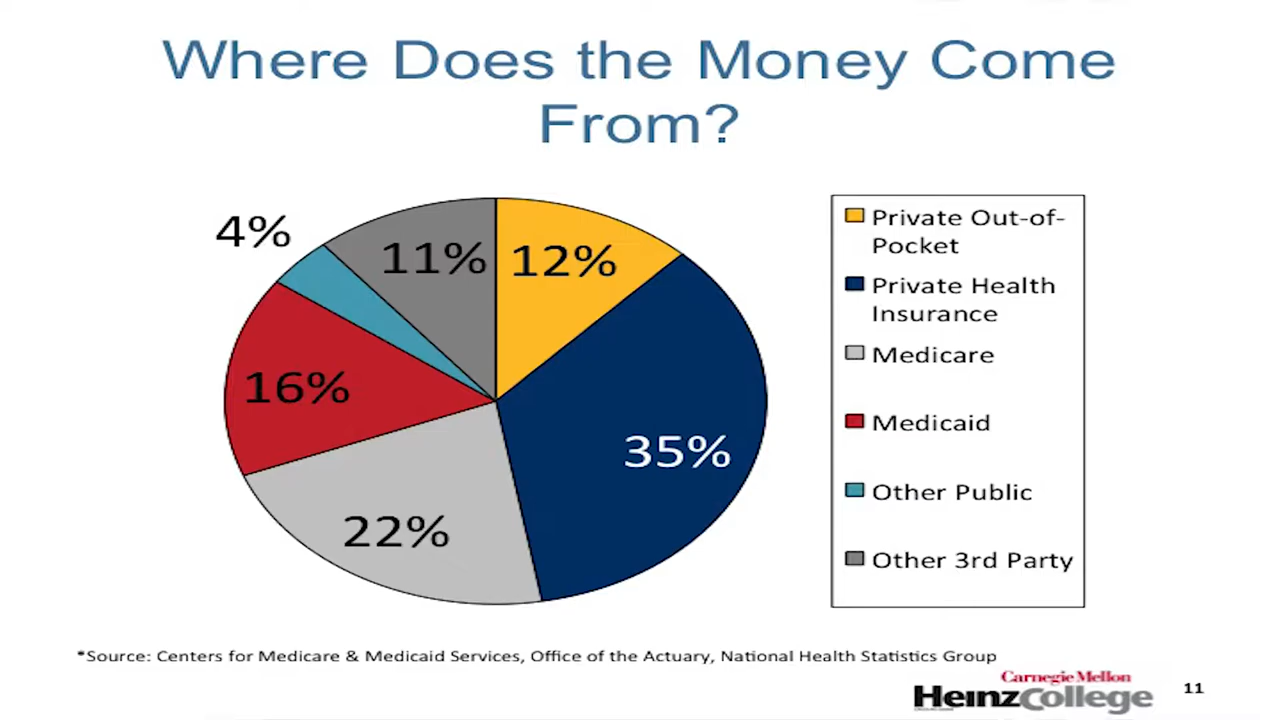 Where Does the Money Come
From?
4%
11%
12%
16%
35%
22%
Private Out-of-
Pocket
Private Health
Insurance
Medicare
Medicaid
Other Public
Other 3rd Party
*Source: Centers for Medicare & Medicaid Services, Office of the Actuary, National Health Statistics Group
Carnegie Mellon
HeinzCollege
11